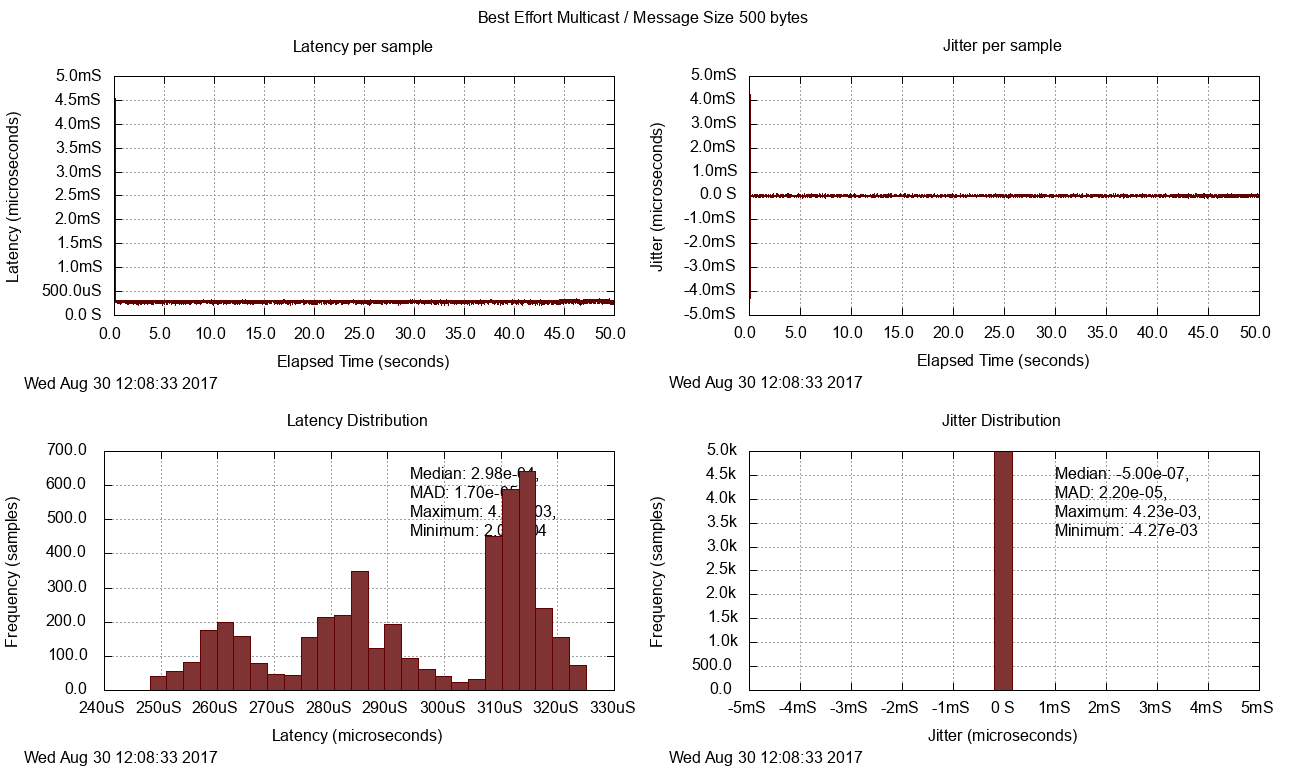 Best Effort Multicast / Message Size 500 bytes
Latency per sample
5.0mS
4.5mS
4.0mS
3.5mS
3.0mS
2.5mS
2.0mS
1.5mS
1.0mS
500.0uS
0.0 S
Latency (microseconds)
0.0 5.0 10.0 15.0 20.0 25.0 30.0 35.0 40.0 45.0 50.0
Elapsed Time (seconds)
Wed Aug 30 12:08:33 2017
Jitter per sample
5.0mS
4.0mS
3.0mS
2.0mS
1.0mS
0.0 S
-1.0mS
-2.0mS
-3.0mS
-4.0mS
-5.0mS
Jitter (microseconds)
0.0 5.0 10.0 15.0 20.0 25.0 30.0 35.0 40.0 45.0 50.0
Elapsed Time (seconds)
Wed Aug 30 12:08:33 2017
Latency Distribution
700.0
600.0
500.0
400.0
300.0
200.0
100.0
0.0
Frequency (samples)
Median: 2.98e-04,
MAD: 1.70e-05,
Maximum:
Minimum:
240uS 250uS 260uS 270uS 280uS 290uS 300uS 310uS 320uS 330uS
Latency (microseconds)
Wed Aug 30 12:08:33 2017
Jitter Distribution
5.0k
4.5k
4.0k
3.5k
3.0k
2.5k
2.0k
1.5k
1.0k
500.0
0.0
Frequency (samples)
Median: -5.00e-07,
MAD: 2.20e-05,
Maximum: 4.23e-03,
Minimum: -4.27e-03
-5mS -4mS -3mS -2mS -1mS 0 S 1mS 2mS 3mS 4mS 5mS
Jitter (microseconds)
Wed Aug 30 12:08:33 2017